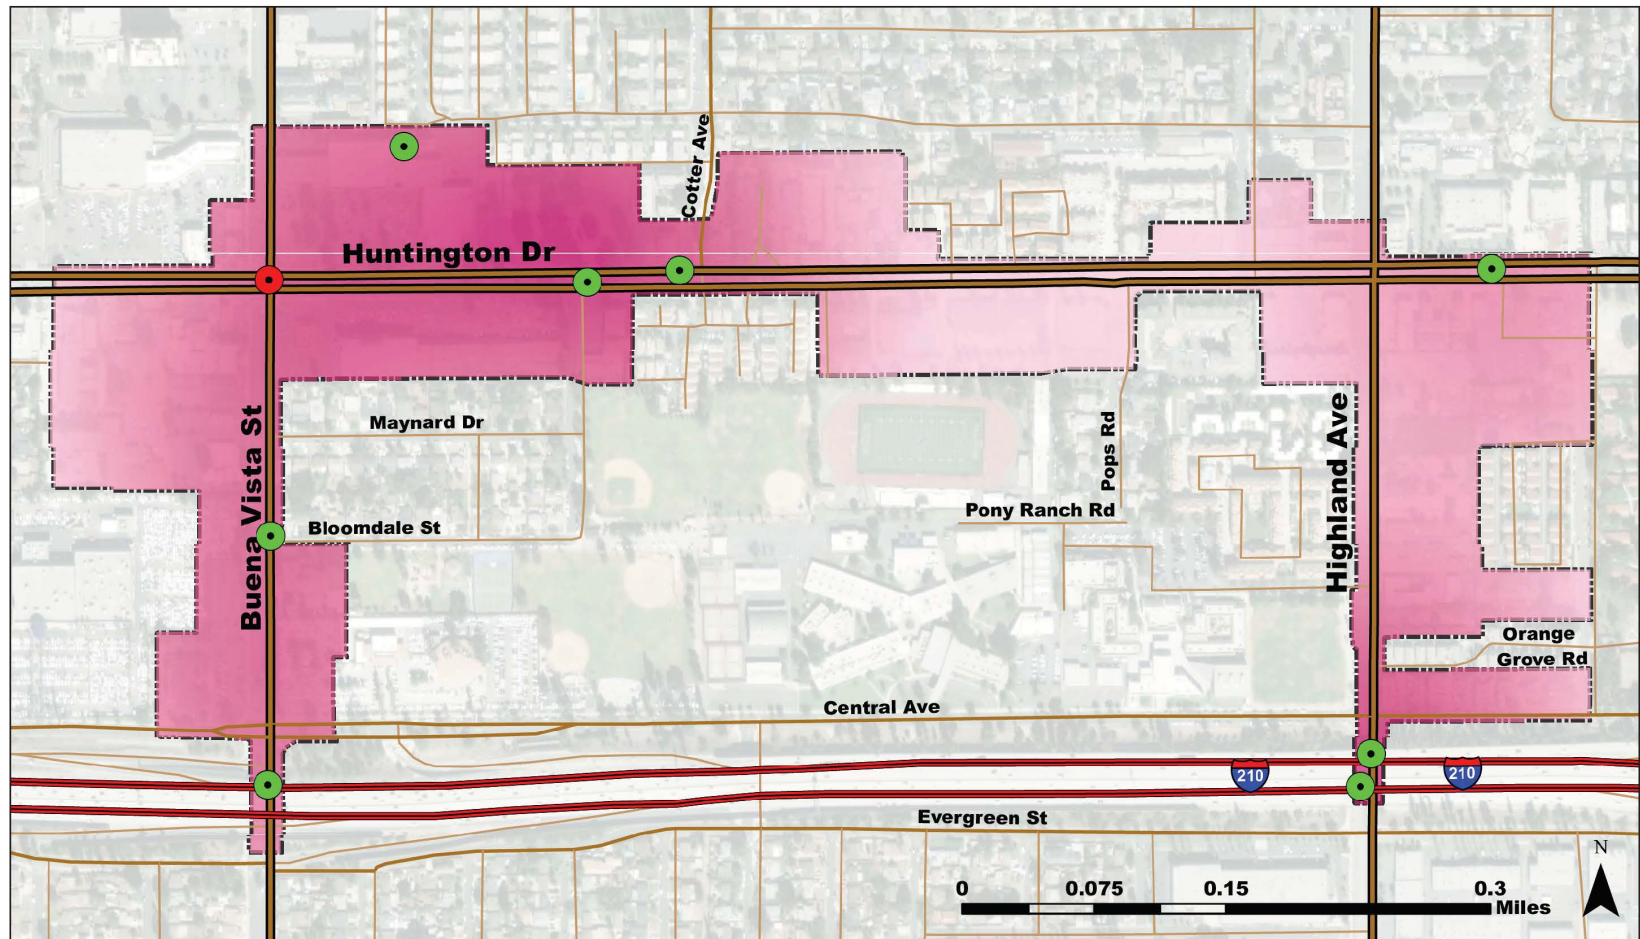 Cotter Ave
Huntington Dr
Buena Vista St
Maynard Dr
Bloomdale St
Pops Rd
Pony Ranch Rd
Highland Ave
Orange
Grove Rd
Central Ave
210
210
Evergreen St
N
0 0.075 0.15 0.3
Miles